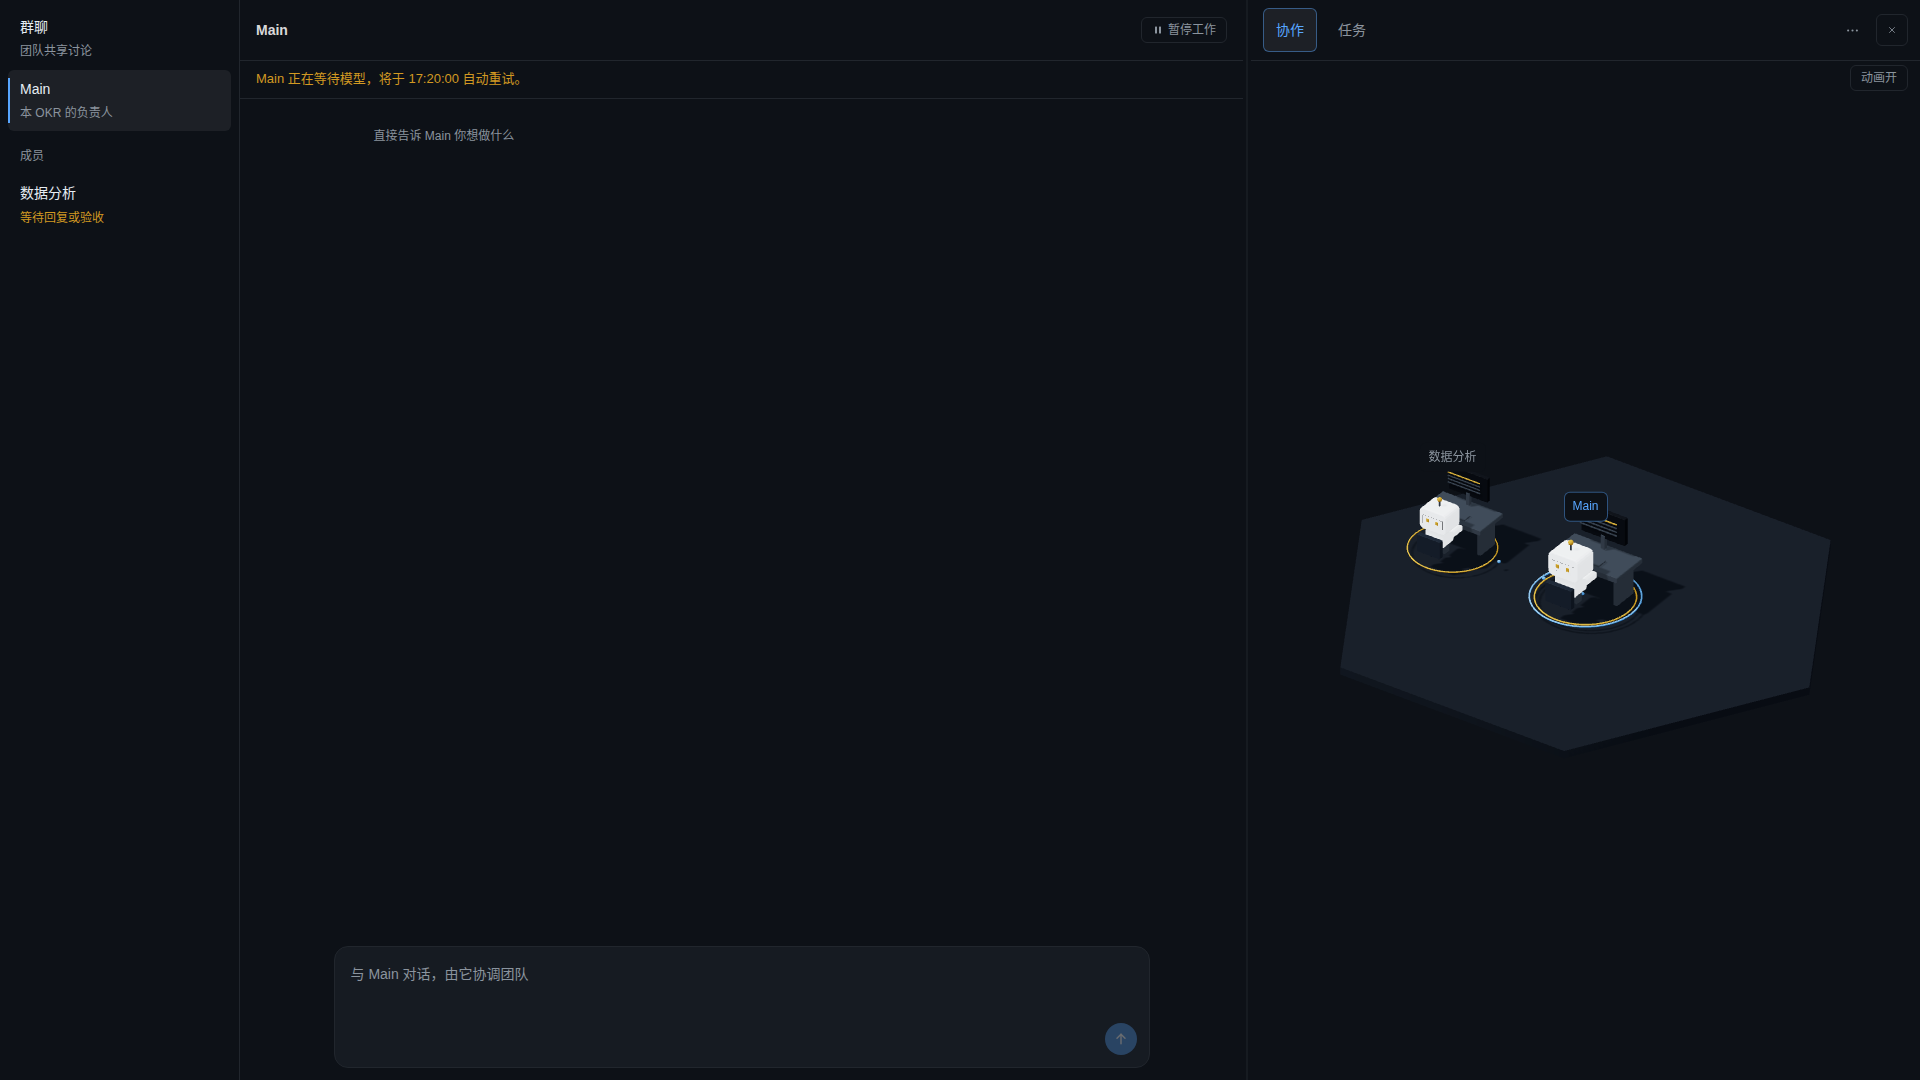 群聊
团队共享讨论
Main
本 OKR 的负责人
成员
数据分析
等待回复或验收
Main
暂停工作
Main 正在等待模型，将于 17:20:00 自动重试。
直接告诉 Main 你想做什么
与 Main 对话，由它协调团队
协作
任务
动画开
数据分析
Main